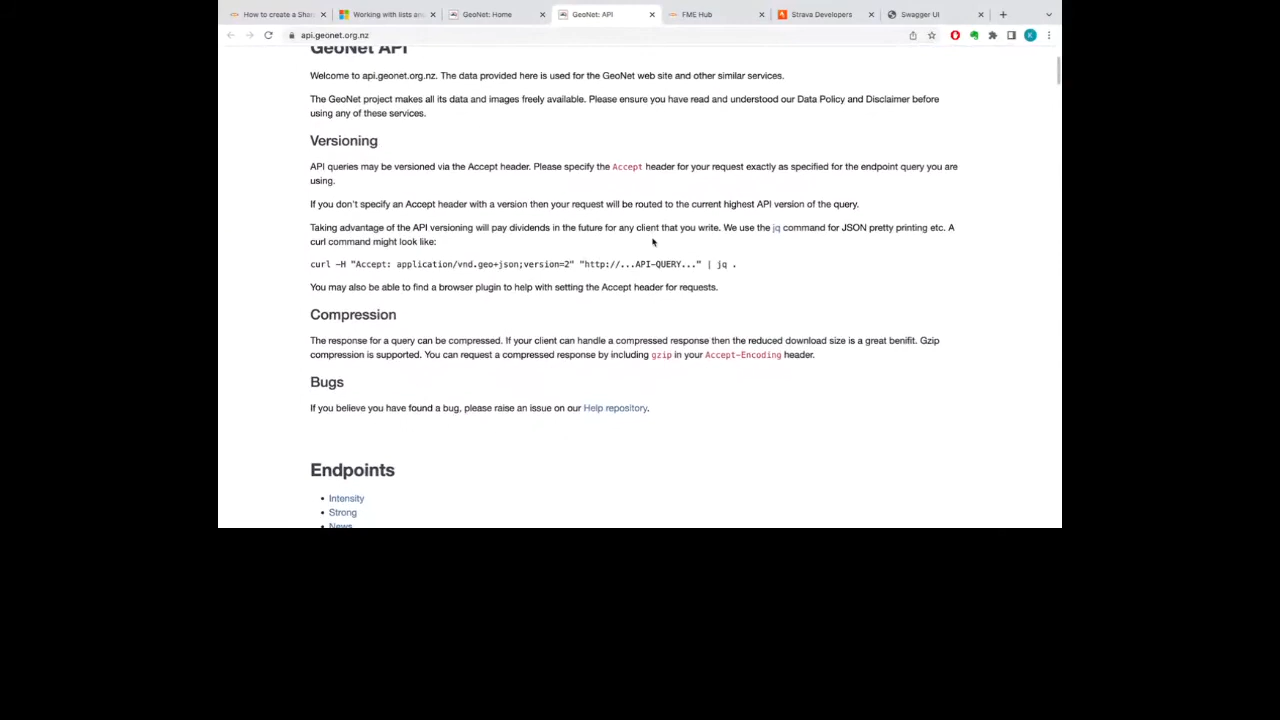 How to create a Sha
Working with lists an
GeoNet: Home
GeoNet: API
FME Hub
Strava Developers
Swagger UI
api.geonet.org.nz
GeoNet API
Welcome to api.geonet.org.nz. The data provided here is used for the GeoNet web site and other similar services.
The GeoNet project makes all its data and images freely available. Please ensure you have read and understood our Data Policy and Disclaimer before
using any of these services.
Versioning
API queries may be versioned via the Accept header. Please specify the Accept header for your request exactly as specified for the endpoint query you are
using.
If you don't specify an Accept header with a version then your request will be routed to the current highest API version of the query.
Taking advantage of the API versioning will pay dividends in the future for any client that you write. We use the jq command for JSON pretty printing etc. A
curl command might look like:
curl -H "Accept: application/vnd.geo+json;version=2" "http://...API-QUERY..." | jq .
You may also be able to find a browser plugin to help with setting the Accept header for requests.
Compression
The response for a query can be compressed. If your client can handle a compressed response then the reduced download size is a great benifit. Gzip
compression is supported. You can request a compressed response by including gzip in your Accept-Encoding header.
Bugs
If you believe you have found a bug, please raise an issue on our Help repository.
Endpoints
• Intensity
• Strong
• News